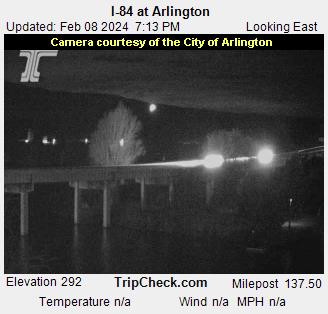 I-84 at Arlington
Updated: Feb 08 2024 7:13 PM Looking East
Camera courtesy of the City of Arlington
Elevation 292 TripCheck.com Milepost 137.50
Temperature n/a Wind n/a MPH n/a